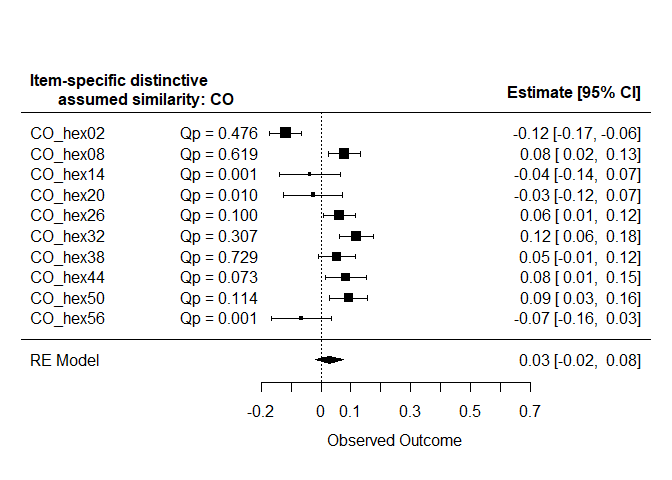 Item-specific distinctive
assumed similarity: CO
Estimate [95% CI]
CO_hex02 Qp = 0.476 -0.12 [-0.17, -0.06]
CO_hex08 Qp = 0.619 0.08 [ 0.02, 0.13]
CO_hex14 Qp = 0.001 -0.04 [-0.14, 0.07]
CO_hex20 Qp = 0.010 -0.03 [-0.12, 0.07]
CO_hex26 Qp = 0.100 0.06 [ 0.01, 0.12]
CO_hex32 Qp = 0.307 0.12 [ 0.06, 0.18]
CO_hex38 Qp = 0.729 0.05 [-0.01, 0.12]
CO_hex44 Qp = 0.073 0.08 [ 0.01, 0.15]
CO_hex50 Qp = 0.114 0.09 [ 0.03, 0.16]
CO_hex56 Qp = 0.001 -0.07 [-0.16, 0.03]
RE Model 0.03 [-0.02, 0.08]
-0.2 0 0.1 0.3 0.5 0.7
Observed Outcome